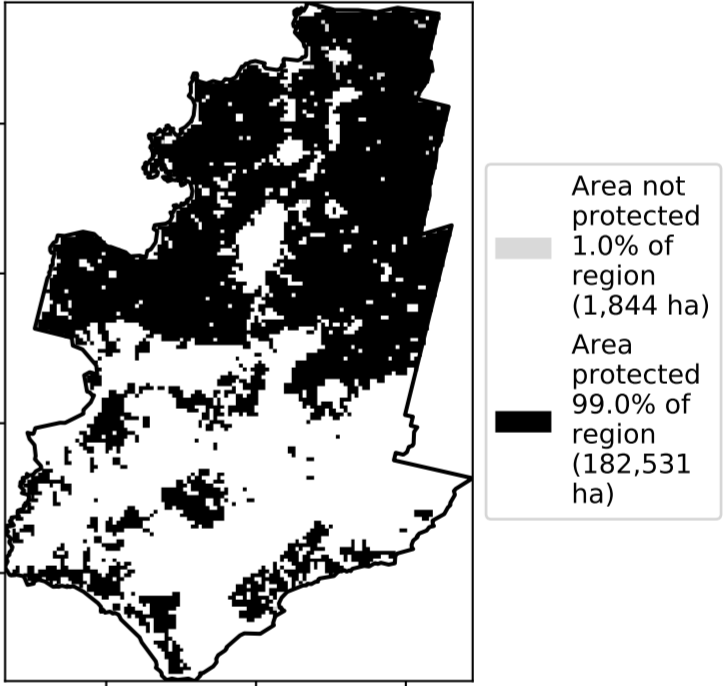 Area not
protected
1.0% of
region
(1,844 ha)
Area
protected
99.0% of
region
(182,531
ha)